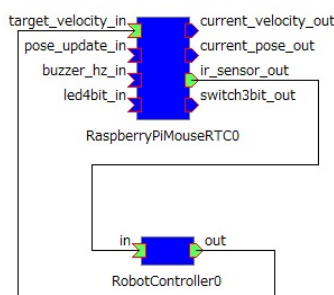 target_velocity_in current_velocity_out
pose_update_in current_pose_out
buzzer_hz_in ir_sensor_out
led4bit_in switch3bit_out
RaspberryPiMouseRTC0
in out
RobotController0